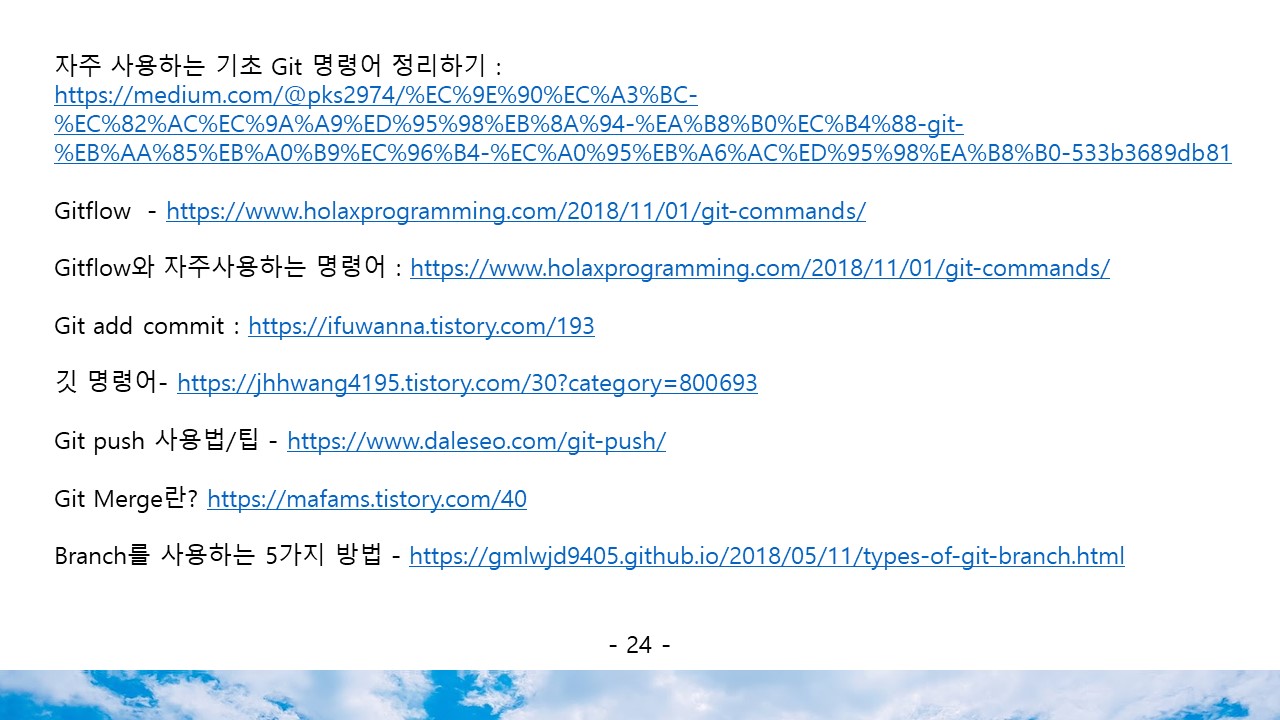 자주 사용하는 기초 Git 명령어 정리하기 :
https://medium.com/@pks2974/%EC%9E%90%EC%A3%BC-
%EC%82%AC%EC%9A%A9%ED%95%98%EB%8A%94-%EA%B8%B0%EC%B4%88-git-
%EB%AA%85%EB%A0%B9%EC%96%B4-%EC%A0%95%EB%A6%AC%ED%95%98%EA%B8%B0-533b3689db81
Gitflow - https://www.holaxprogramming.com/2018/11/01/git-commands/
Gitflow와 자주사용하는 명령어 : https://www.holaxprogramming.com/2018/11/01/git-commands/
Git add commit : https://ifuwanna.tistory.com/193
깃 명령어- https://jhhwang4195.tistory.com/30?category=800693
Git push 사용법/팁 - https://www.daleseo.com/git-push/
Git Merge란? https://mafams.tistory.com/40
Branch를 사용하는 5가지 방법 - https://gmlwjd9405.github.io/2018/05/11/types-of-git-branch.html
- 24 -